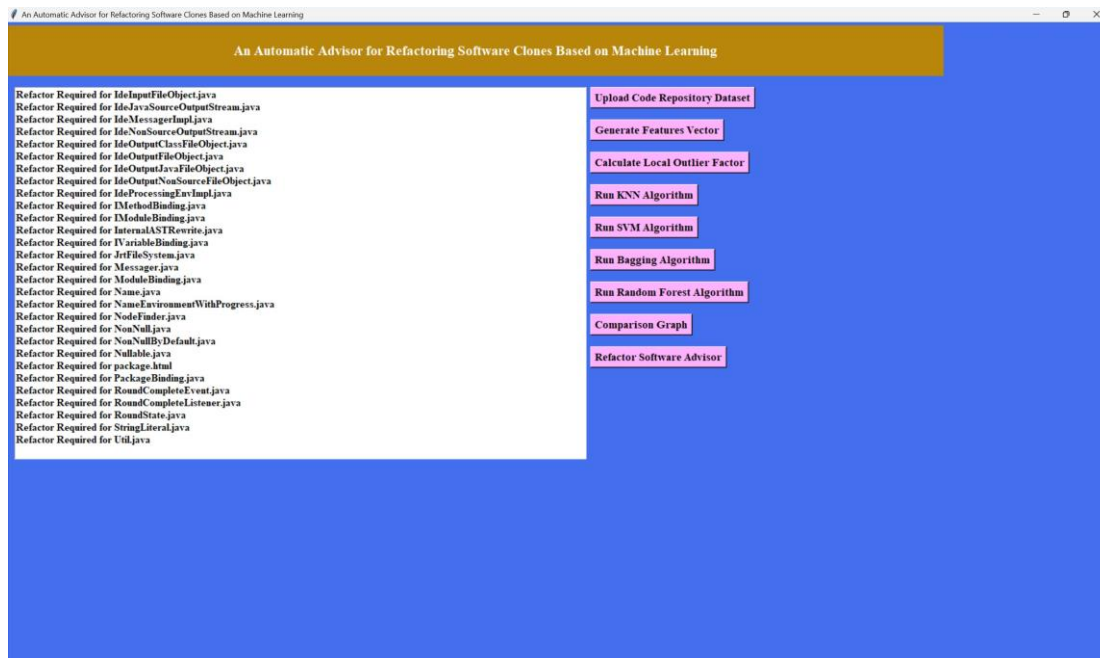 An Automatic Advisor for Refactoring Software Clones Based on Machine Learning
An Automatic Advisor for Refactoring Software Clones Based on Machine Learning
Refactor Required for IdeInputFileObject.java
Refactor Required for IdeJavaSourceOutputStream.java
Refactor Required for IdeMessagerImpl.java
Refactor Required for IdeNonSourceOutputStream.java
Refactor Required for IdeOutputClassFileObject.java
Refactor Required for IdeOutputFileObject.java
Refactor Required for IdeOutputJavaFileObject.java
Refactor Required for IdeOutputNonSourceFileObject.java
Refactor Required for IdeProcessingEnvImpl.java
Refactor Required for IMethodBinding.java
Refactor Required for IModuleBinding.java
Refactor Required for InternalASTRewrite.java
Refactor Required for IVariableBinding.java
Refactor Required for JrtFileSystem.java
Refactor Required for Messager.java
Refactor Required for ModuleBinding.java
Refactor Required for Name.java
Refactor Required for NameEnvironmentWithProgress.java
Refactor Required for NodeFinder.java
Refactor Required for NonNull.java
Refactor Required for NonNullByDefault.java
Refactor Required for Nullable.java
Refactor Required for package.html
Refactor Required for PackageBinding.java
Refactor Required for RoundCompleteEvent.java
Refactor Required for RoundCompleteListener.java
Refactor Required for RoundState.java
Refactor Required for StringLiteral.java
Refactor Required for Util.java
Upload Code Repository Dataset
Generate Features Vector
Calculate Local Outlier Factor
Run KNN Algorithm
Run SVM Algorithm
Run Bagging Algorithm
Run Random Forest Algorithm
Comparison Graph
Refactor Software Advisor